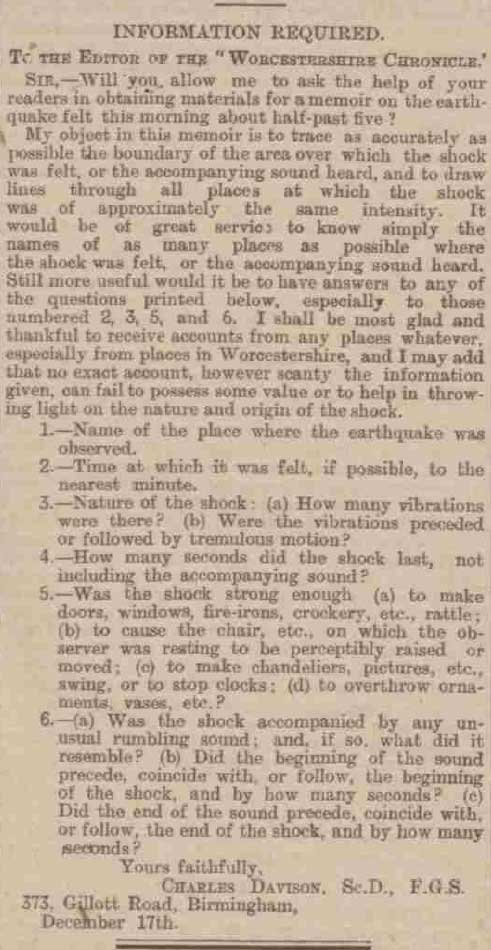 INFORMATION REQUIRED.
To the Editor of the "Worcestershire Chronicle.'
Sir,—Will you allow me to ask the help of your
readers in obtaining materials for a memoir on the earth-
quake felt this morning about half-past five?
My object in this memoir is to trace as accurately as
possible the boundary of the area over which the shock
was felt, or the accompanying sound heard, and to draw
lines through all places at which the shock
was of approximately the same intensity. It
would be of great service to know simply the
names of as many places as possible where
the shock was felt, or the accompanying sound heard.
Still more useful would it be to have answers to any of
the questions printed below, especially to those
numbered 2, 3, 5, and 6. I shall be most glad and
thankful to receive accounts from any places whatever,
especially from places in Worcestershire, and I may add
that no exact account, however scanty the information
given, can fail to possess some value or to help in throw-
ing light on the nature and origin of the shock.
1.—Name of the place where the earthquake was
observed.
2.—Time at which it was felt, if possible, to the
nearest minute.
3.—Nature of the shock: (a) How many vibrations
were there? (b) Were the vibrations preceded
or followed by tremulous motion?
4.—How many seconds did the shock last, not
including the accompanying sound?
5.—Was the shock strong enough (a) to make
doors, windows, fire-irons, crockery, etc., rattle;
(b) to cause the chair, etc., on which the ob-
server was resting to be perceptibly raised or
moved; (c) to make chandeliers, pictures, etc.,
swing, or to stop clocks; (d) to overthrow orna-
ments, vases, etc.?
6.—(a) Was the shock accompanied by any un-
usual rumbling sound; and, if so, what did it
resemble? (b) Did the beginning of the sound
precede, coincide with, or follow, the beginning
of the shock, and by how many seconds? (c)
Did the end of the sound precede, coincide with,
or follow, the end of the shock, and by how many
seconds?
Yours faithfully,
Charles Davison, Sc.D., F.G.S.
373, Gillott Road, Birmingham,
December 17th.